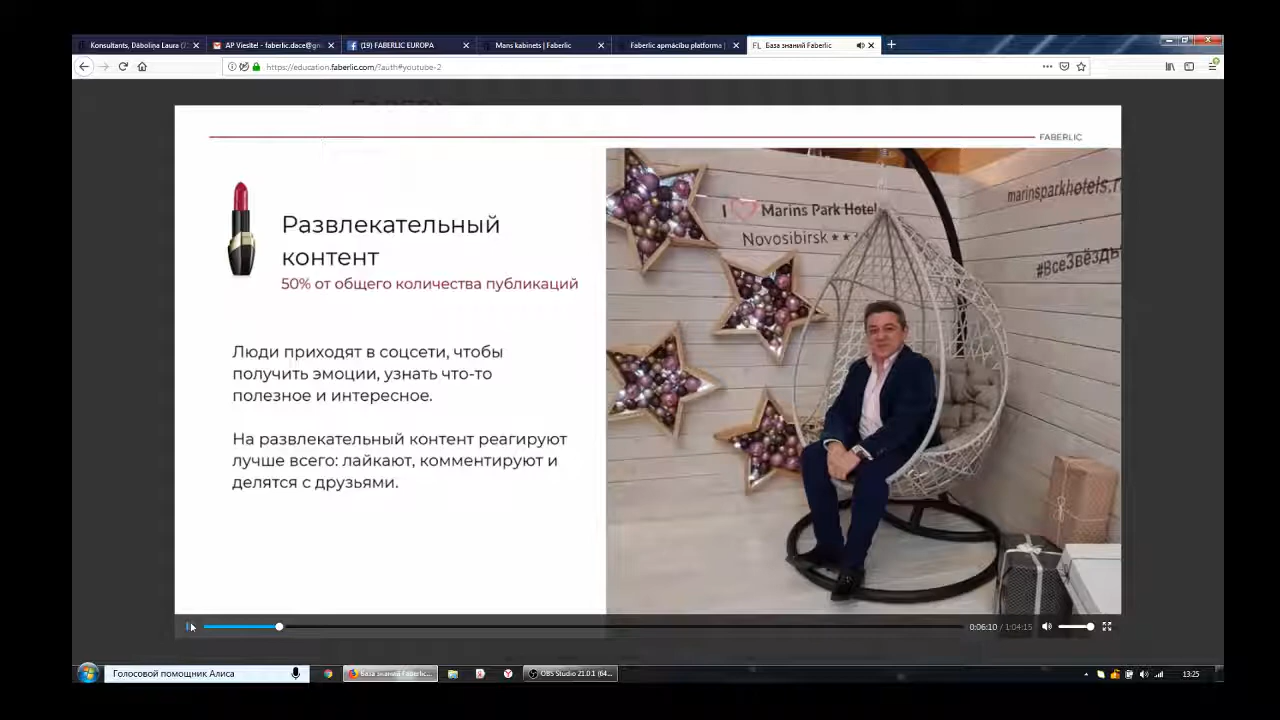 Konsultants, Dāboliņa Laura (7
AP Viesīte! - faberlic.dace@gm
(19) FABERLIC EUROPA
Mans kabinets | Faberlic
Faberlic apmācību platforma |
FL База знаний Faberlic
https://education.faberlic.com/?auth#youtube-2
FABERLIC
Развлекательный
контент
50% от общего количества публикаций
Люди приходят в соцсети, чтобы
получить эмоции, узнать что-то
полезное и интересное.
На развлекательный контент реагируют
лучше всего: лайкают, комментируют и
делятся с друзьями.
I Marins Park Hotel
Novosibirsk
marinsparkhotels.r
#ВсеЗвёзды
0:06:10 / 1:04:15
Голосовой помощник Алиса
База знаний Faberlic...
OBS Studio 21.0.1 (64...
13:25